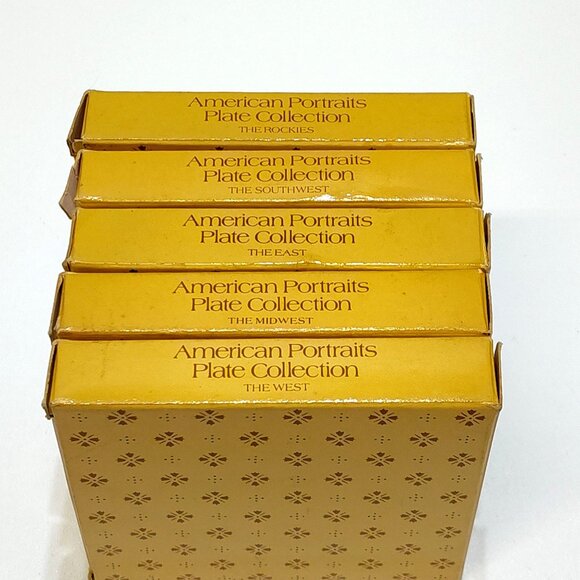 American Portraits
Plate Collection
THE ROCKIES
American Portraits
Plate Collection
THE SOUTHWEST
American Portraits
Plate Collection
THE EAST
American Portraits
Plate Collection
THE MIDWEST
American Portraits
Plate Collection
THE WEST